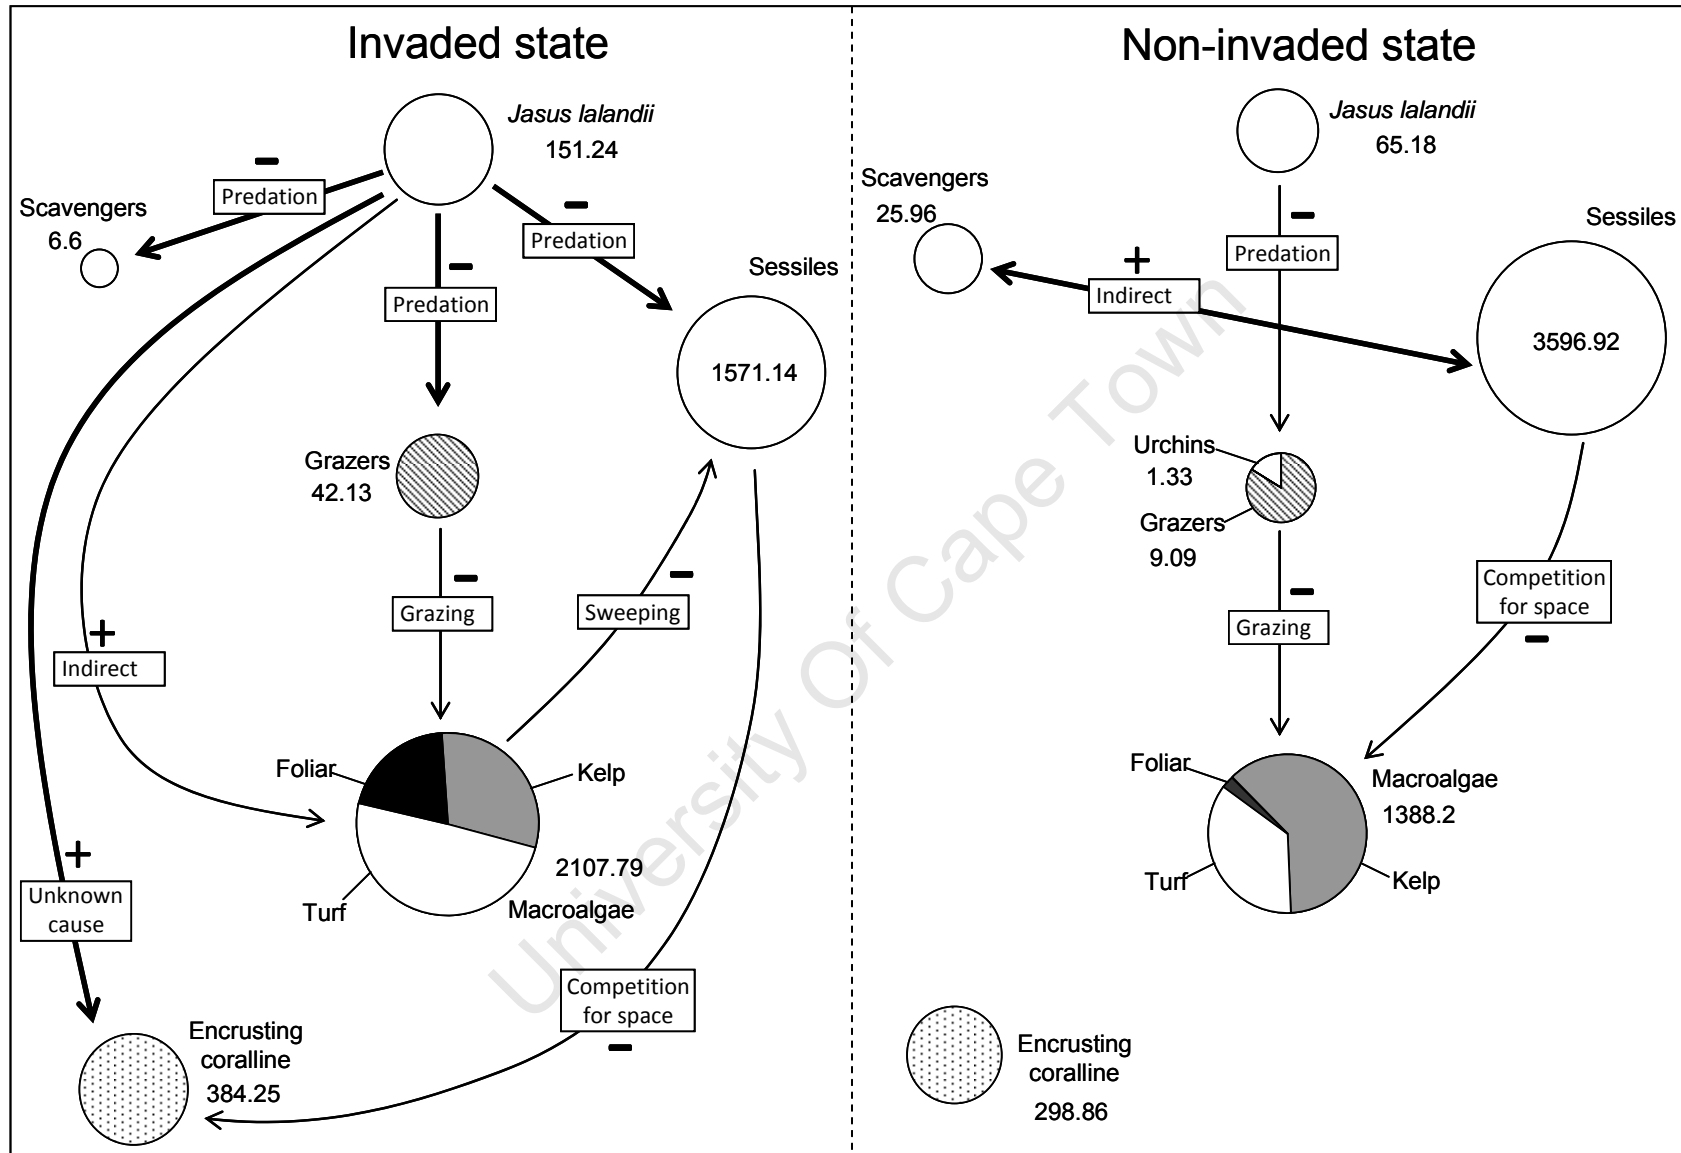 Invaded state
Jasus lalandii
151.24
−
Predation
Scavengers
6.6
−
Predation
−
Predation
Sessiles
1571.14
Grazers
42.13
−
Grazing
−
Sweeping
+
Indirect
Foliar
Kelp
Turf
2107.79
Macroalgae
+
Unknown
cause
Competition
for space
−
Encrusting
coralline
384.25
Non-invaded state
Jasus lalandii
65.18
Scavengers
25.96
−
Predation
+
Indirect
Sessiles
3596.92
Urchins
1.33
Grazers
9.09
−
Grazing
Competition
for space
−
Foliar
Macroalgae
1388.2
Turf
Kelp
Encrusting
coralline
298.86
University Of Cape Town